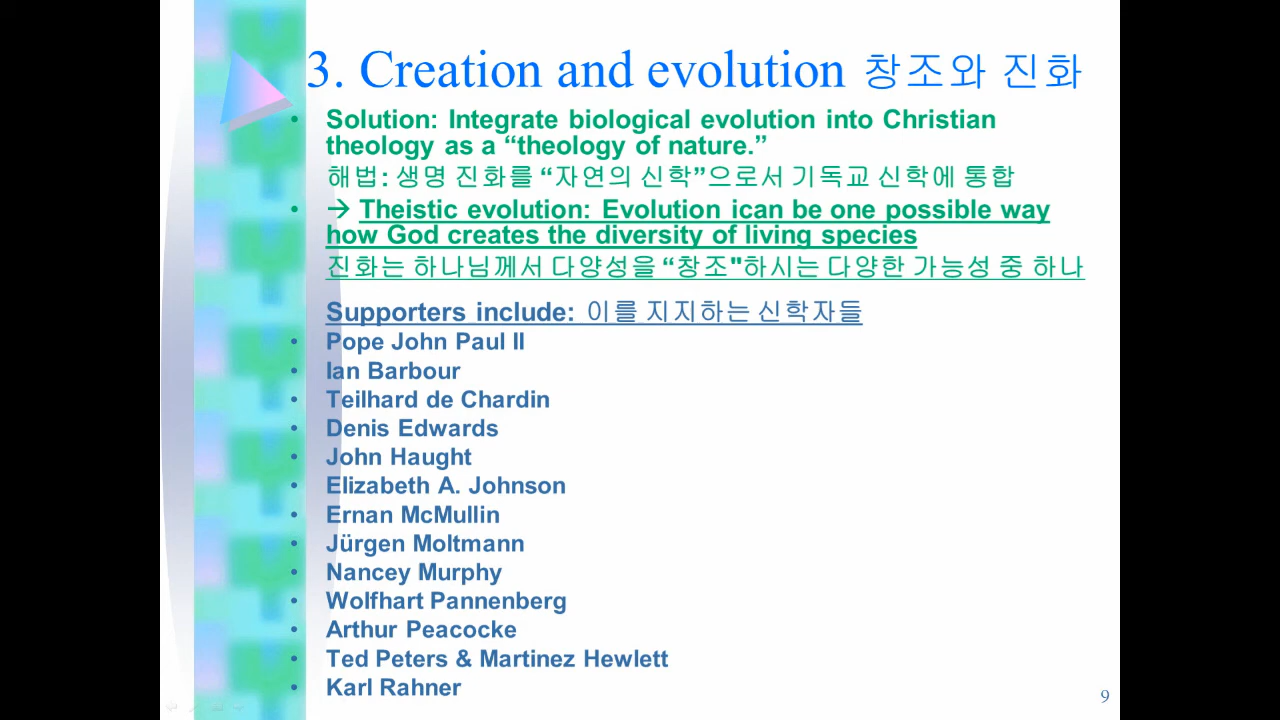 3. Creation and evolution 창조와 진화
• Solution: Integrate biological evolution into Christian
theology as a “theology of nature.”
해법: 생명 진화를 “자연의 신학”으로서 기독교 신학에 통합
• → Theistic evolution: Evolution ican be one possible way
how God creates the diversity of living species
진화는 하나님께서 다양성을 “창조"하시는 다양한 가능성 중 하나
Supporters include: 이를 지지하는 신학자들
• Pope John Paul II
• Ian Barbour
• Teilhard de Chardin
• Denis Edwards
• John Haught
• Elizabeth A. Johnson
• Ernan McMullin
• Jürgen Moltmann
• Nancey Murphy
• Wolfhart Pannenberg
• Arthur Peacocke
• Ted Peters & Martinez Hewlett
• Karl Rahner
9